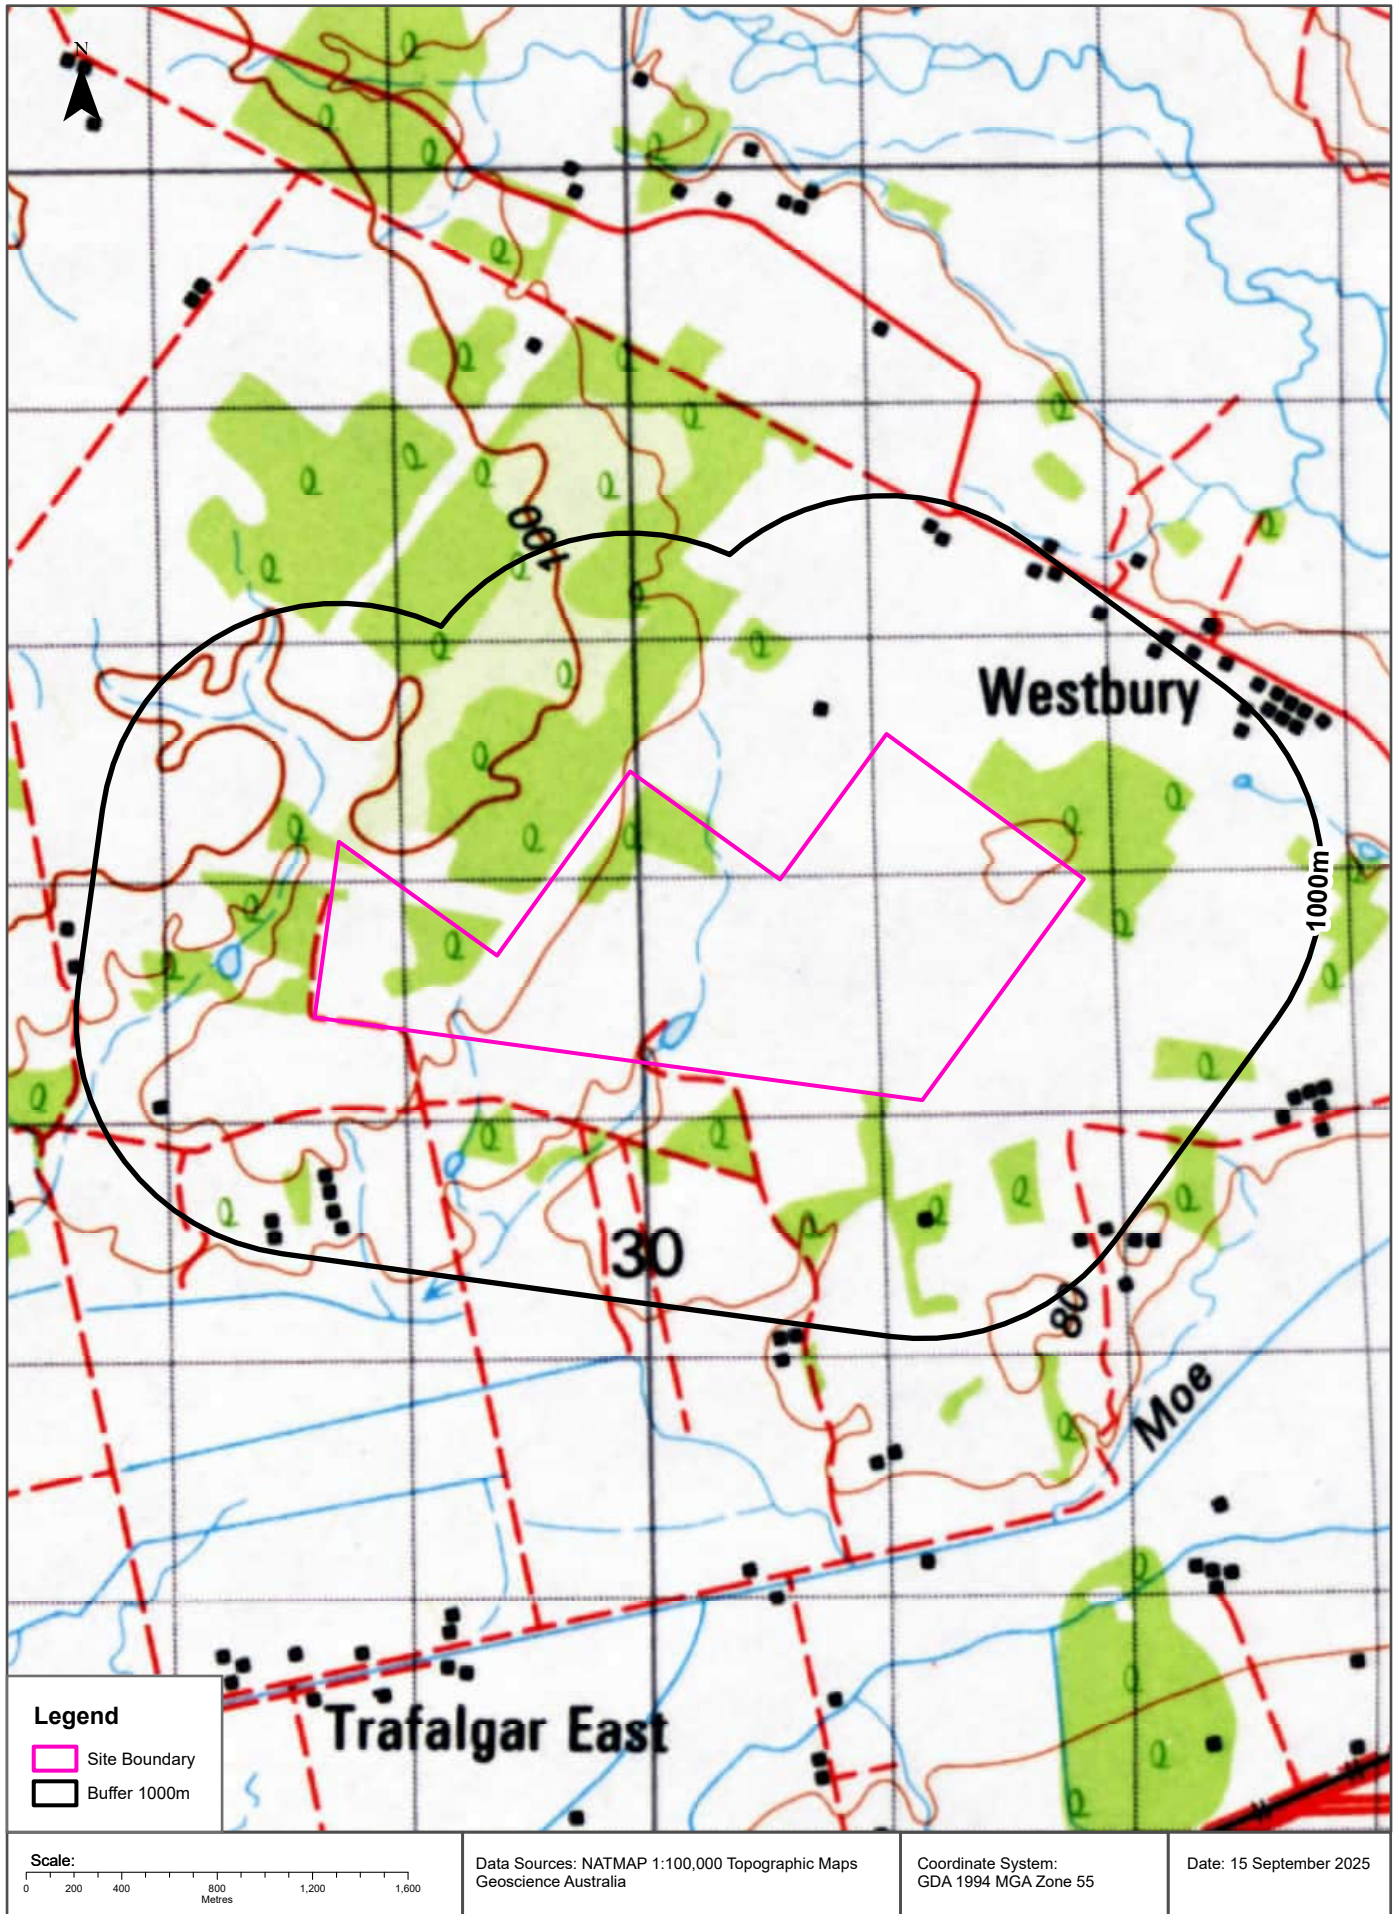 N
100
Westbury
1000m
30
80
Moe
Trafalgar East
Legend
Site Boundary
Buffer 1000m
Scale:
0 200 400 800 1,200 1,600
Metres
Data Sources: NATMAP 1:100,000 Topographic Maps
Geoscience Australia
Coordinate System:
GDA 1994 MGA Zone 55
Date: 15 September 2025